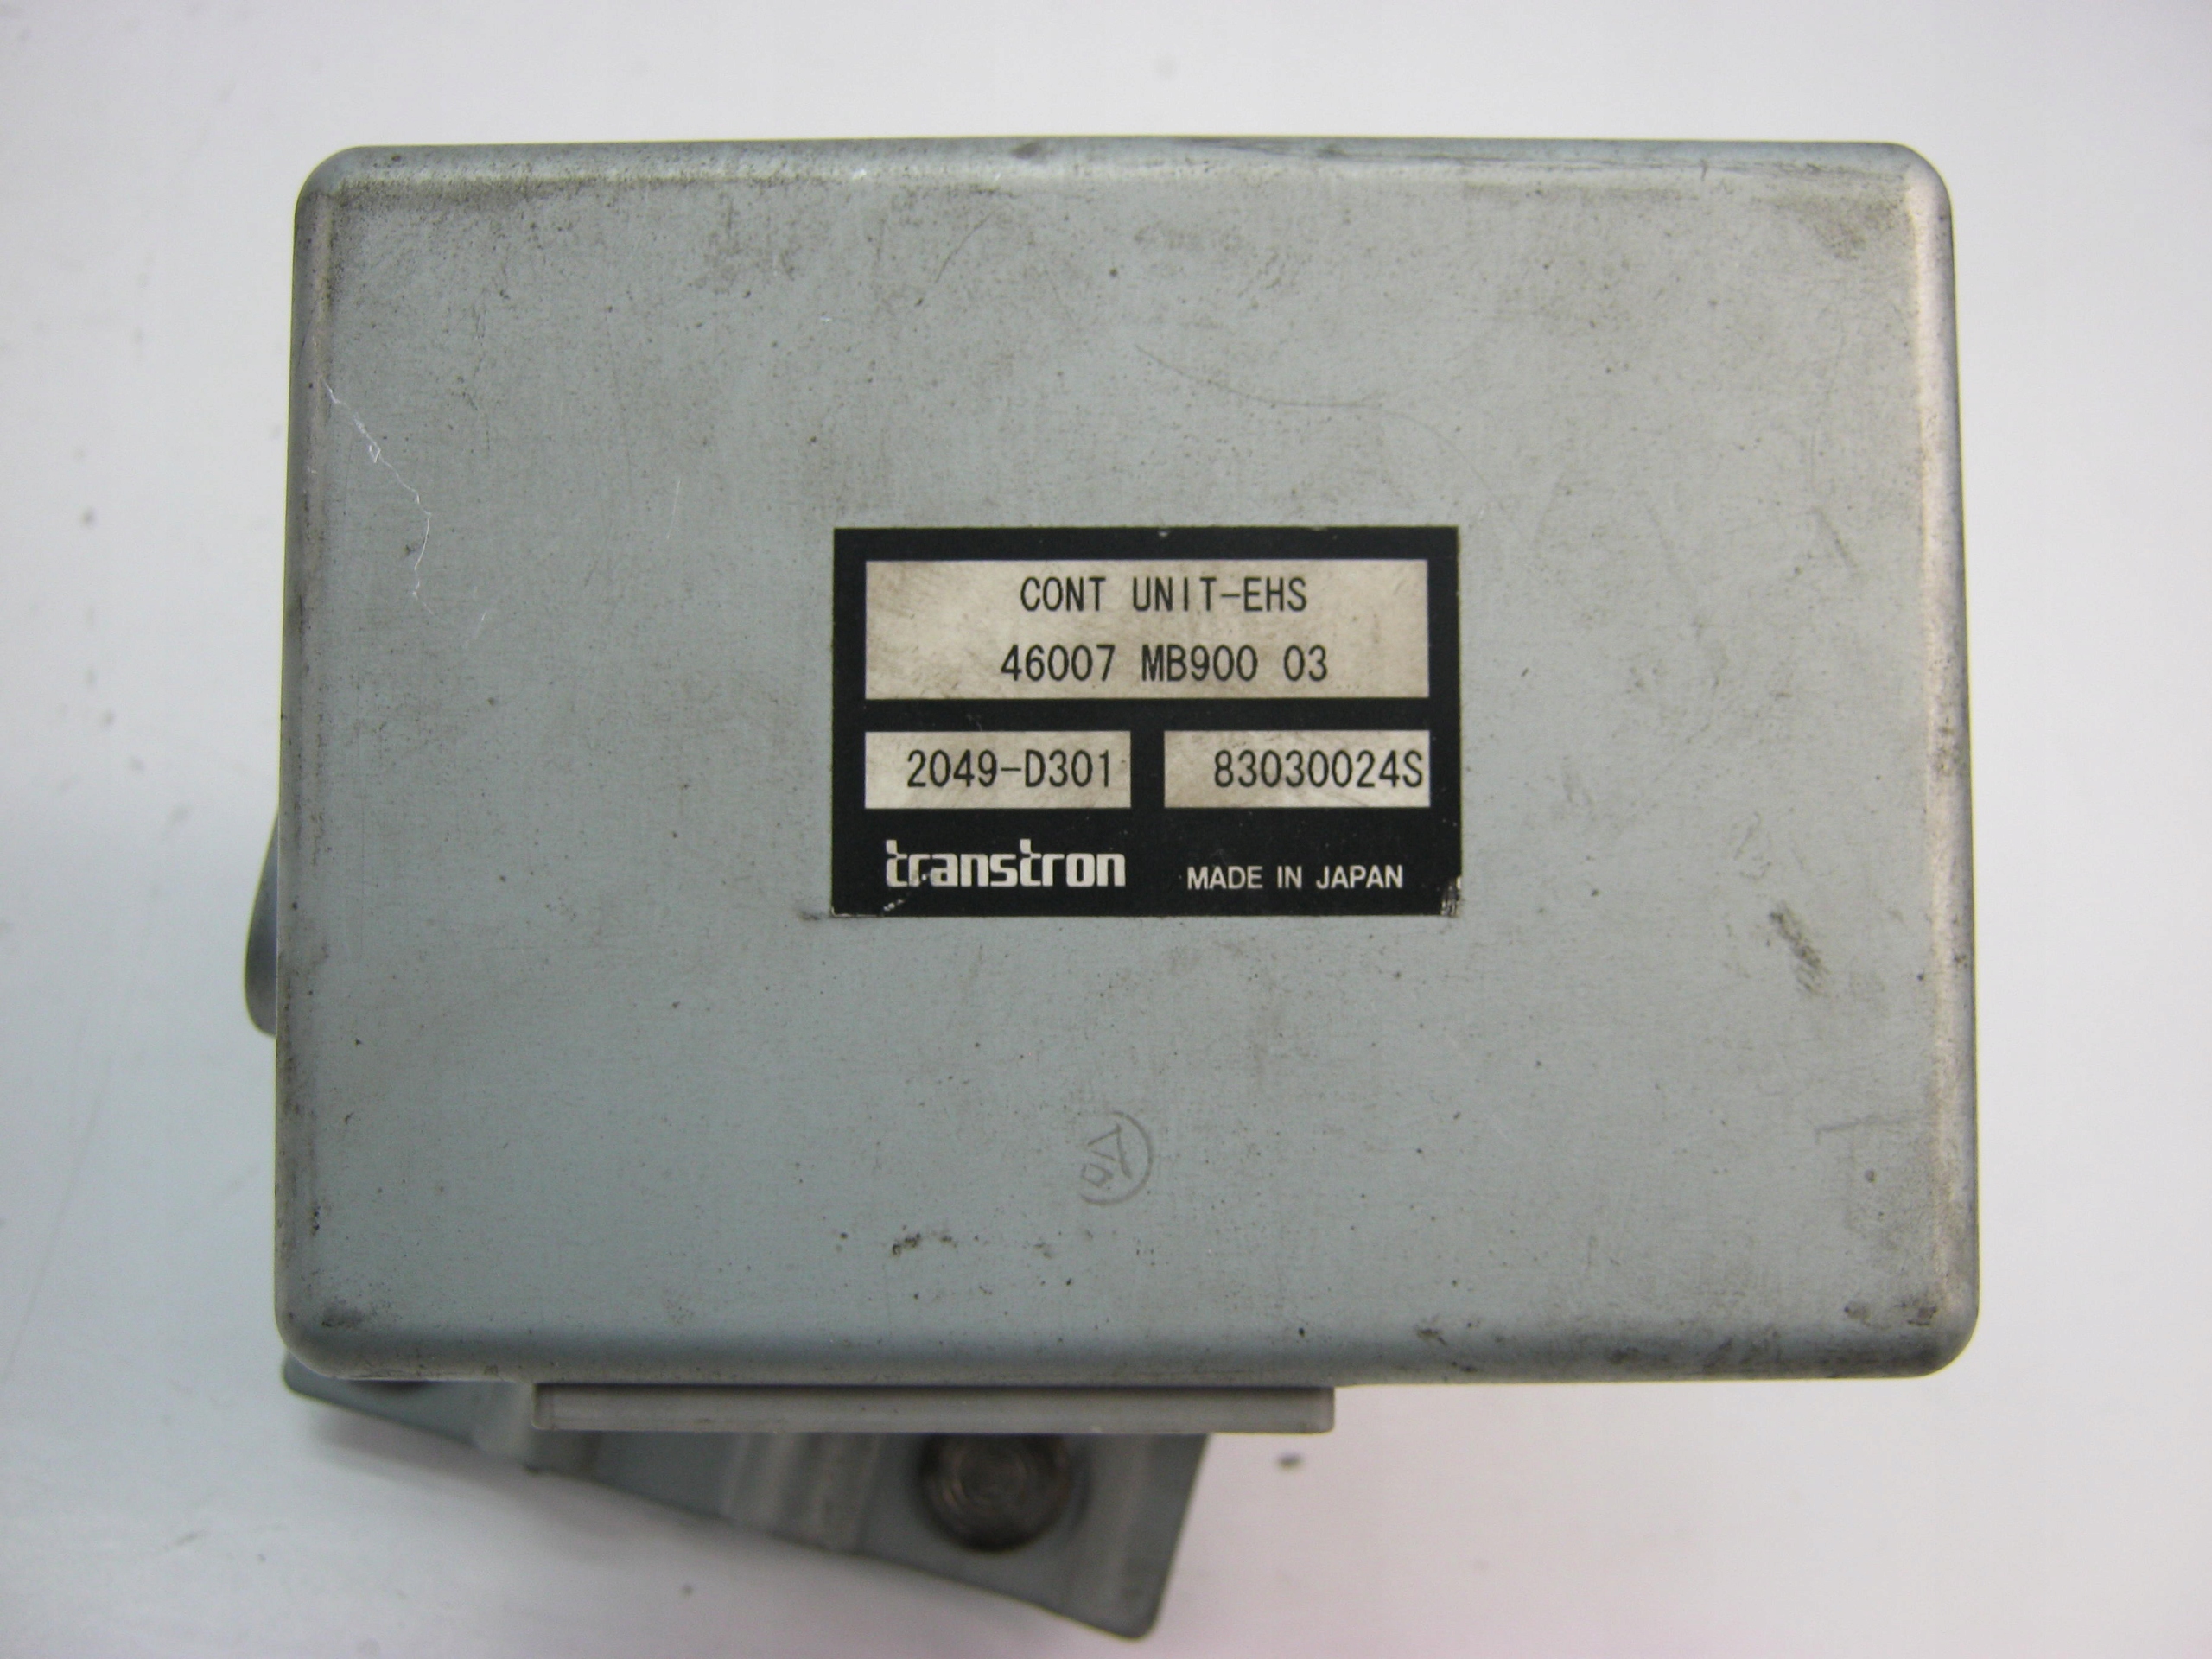 CONT UNIT-EHS
46007 MB900 03
2049-D301 83030024S
transtron MADE IN JAPAN